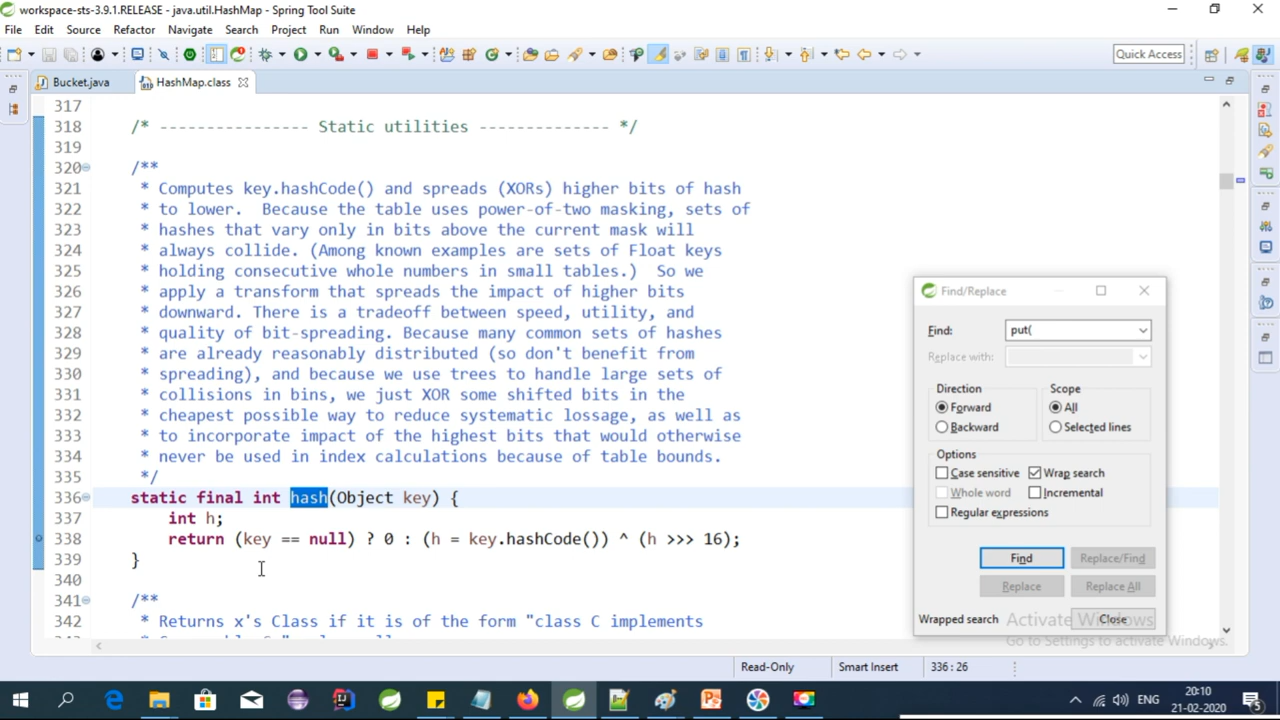 workspace-sts-3.9.1.RELEASE - java.util.HashMap - Spring Tool Suite
File Edit Source Refactor Navigate Search Project Run Window Help
Quick Access
Bucket.java HashMap.class
317
318 /* ---------------- Static utilities -------------- */
319
320 /**
321 * Computes key.hashCode() and spreads (XORs) higher bits of hash
322 * to lower.  Because the table uses power-of-two masking, sets of
323 * hashes that vary only in bits above the current mask will
324 * always collide. (Among known examples are sets of Float keys
325 * holding consecutive whole numbers in small tables.)  So we
326 * apply a transform that spreads the impact of higher bits
327 * downward. There is a tradeoff between speed, utility, and
328 * quality of bit-spreading. Because many common sets of hashes
329 * are already reasonably distributed (so don't benefit from
330 * spreading), and because we use trees to handle large sets of
331 * collisions in bins, we just XOR some shifted bits in the
332 * cheapest possible way to reduce systematic lossage, as well as
333 * to incorporate impact of the highest bits that would otherwise
334 * never be used in index calculations because of table bounds.
335 */
336 static final int hash(Object key) {
337 int h;
338 return (key == null) ? 0 : (h = key.hashCode()) ^ (h >>> 16);
339 }
340
341 /**
342 * Returns x's Class if it is of the form "class C implements
Find/Replace
Find: put(
Replace with:
Direction Scope
Forward All
Backward Selected lines
Options
Case sensitive Wrap search
Whole word Incremental
Regular expressions
Find Replace/Find
Replace Replace All
Wrapped search Close
Activate Windows
Go to Settings to activate Windows.
Read-Only Smart Insert 336 : 26
ENG 20:10
21-02-2020 5